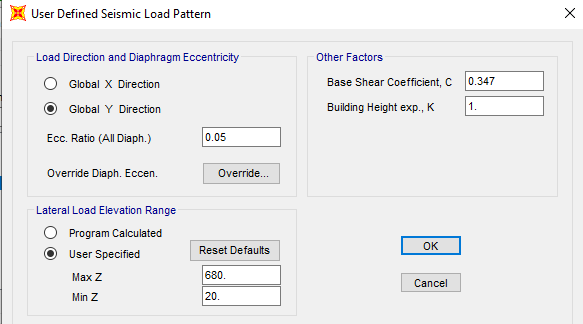 User Defined Seismic Load Pattern
Load Direction and Diaphragm Eccentricity
Global X Direction
Global Y Direction
Ecc. Ratio (All Diaph.) 0.05
Override Diaph. Eccen. Override...
Other Factors
Base Shear Coefficient, C 0.347
Building Height exp., K 1.
Lateral Load Elevation Range
Program Calculated
User Specified Reset Defaults
Max Z 680.
Min Z 20.
OK
Cancel